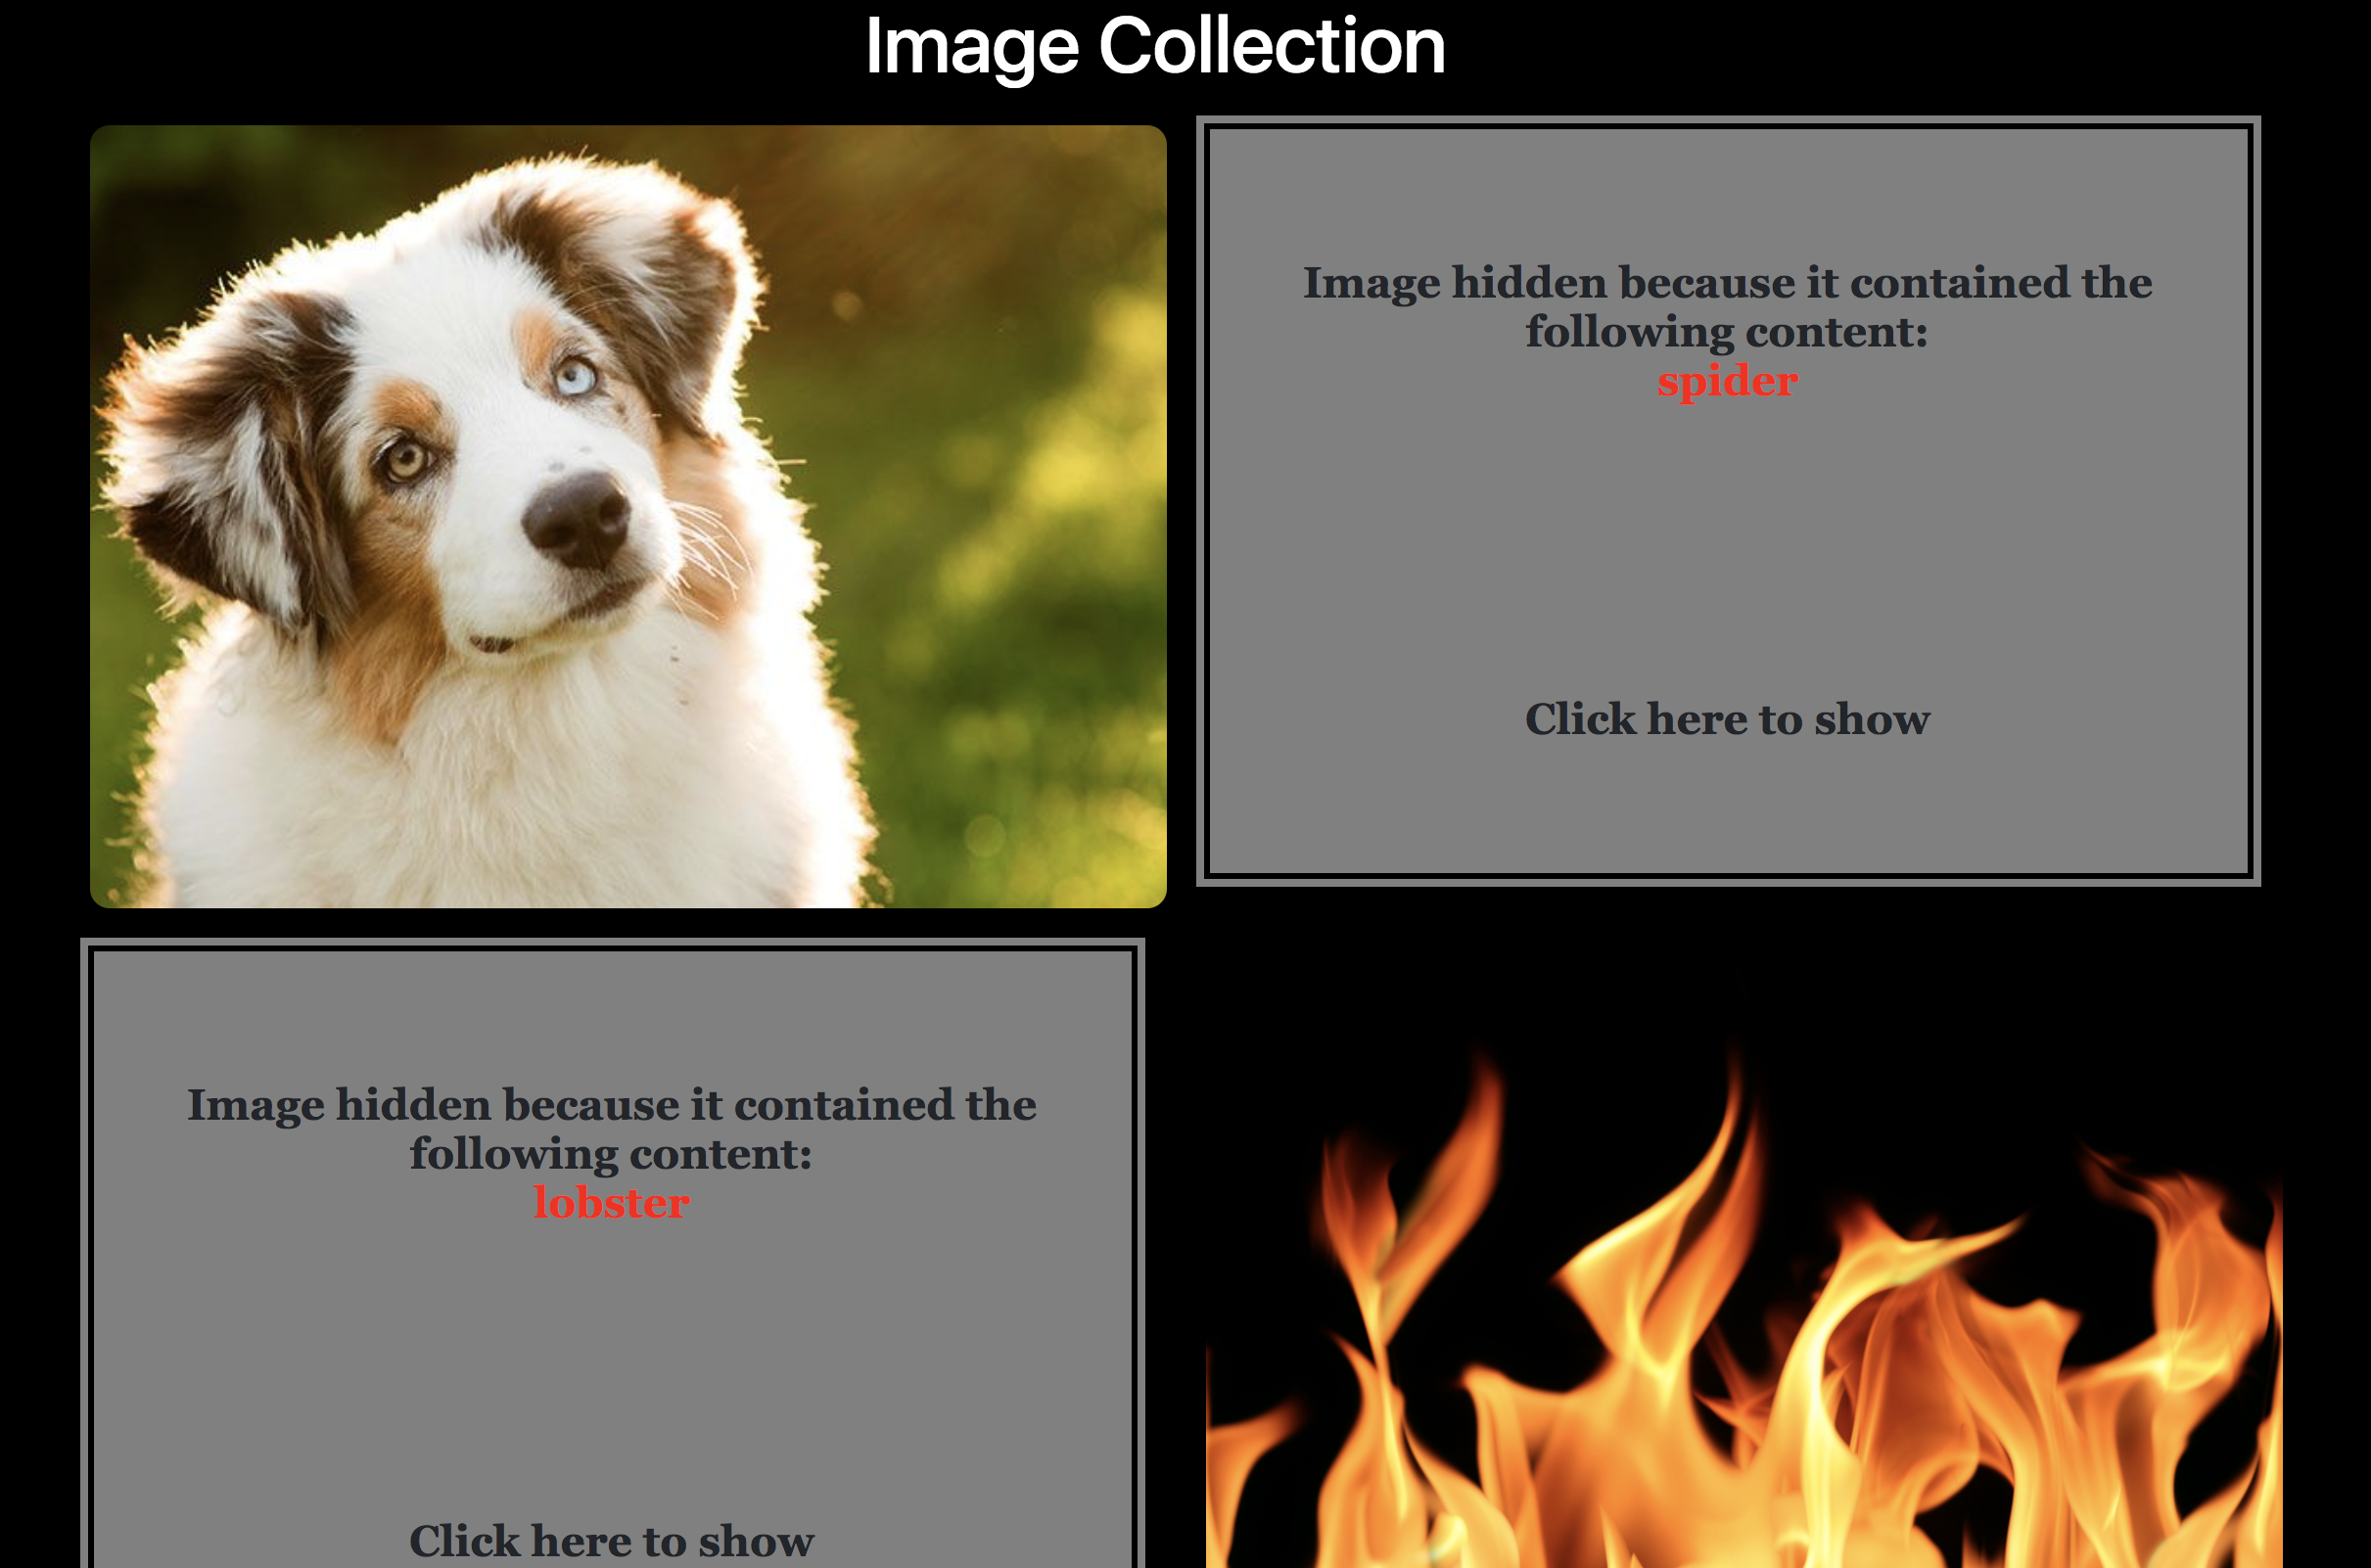 Image Collection
Image hidden because it contained the
following content:
spider
Click here to show
Image hidden because it contained the
following content:
lobster
Click here to show